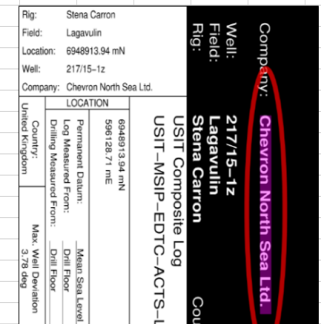 Rig: Stena Carron
Field: Lagavulin
Location: 6948913.94 mN
Well: 217/15-1z
Company: Chevron North Sea Ltd.
LOCATION
6948913.94 mN
596128.71 mE
Permanent Datum: Mean Sea Level
Log Measured From: Drill Floor
Drilling Measured From: Drill Floor
Country:
United Kingdom
Max. Well Deviation
3.78 deg
Company: Chevron North Sea Ltd.
Well: 217/15-1z
Field: Lagavulin
Rig: Stena Carron
USIT Composite Log
USIT-MSIP-EDTC-ACTS-